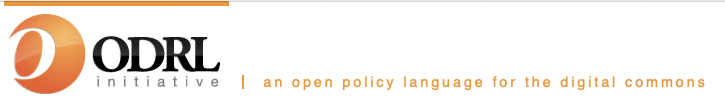 ODRL
initiative | an open policy language for the digital commons